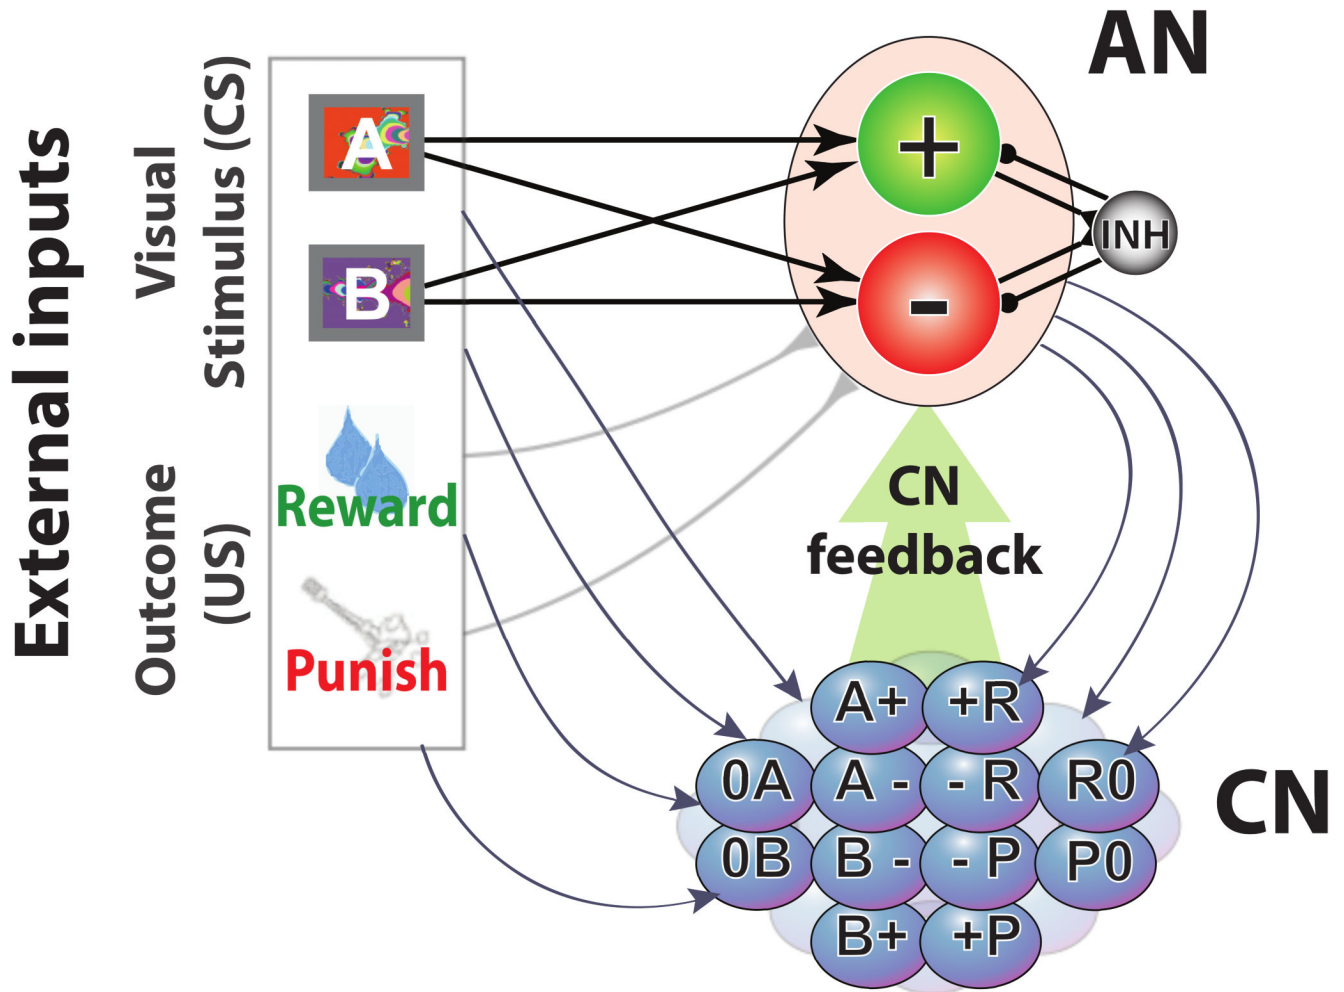 External inputs
Visual
Stimulus (CS)
Outcome
(US)
A
B
Reward
Punish
AN
+
-
INH
CN
feedback
A+ +R
0A A - - R R0
0B B - - P P0
B+ +P
CN